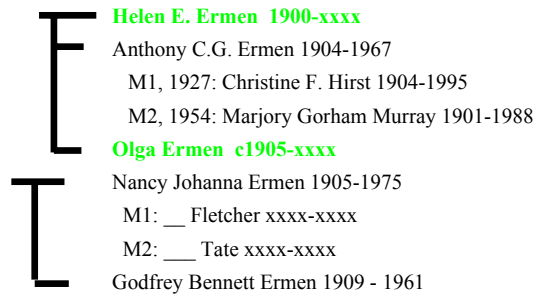 Helen E. Ermen 1900-xxxx
Anthony C.G. Ermen 1904-1967
M1, 1927: Christine F. Hirst 1904-1995
M2, 1954: Marjory Gorham Murray 1901-1988
Olga Ermen c1905-xxxx
Nancy Johanna Ermen 1905-1975
M1: __ Fletcher xxxx-xxxx
M2: ___ Tate xxxx-xxxx
Godfrey Bennett Ermen 1909 - 1961